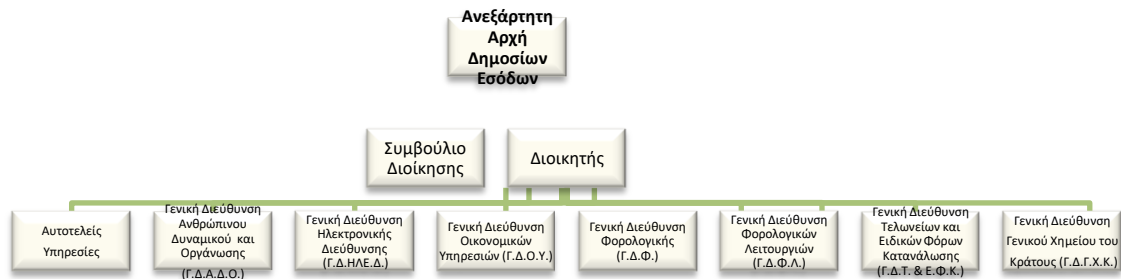 Ανεξάρτητη
Αρχή
Δημοσίων
Εσόδων
Συμβούλιο
Διοίκησης
Διοικητής
Αυτοτελείς
Υπηρεσίες
Γενική Διεύθυνση
Ανθρώπινου
Δυναμικού και
Οργάνωσης
(Γ.Δ.Α.Δ.Ο.)
Γενική Διεύθυνση
Ηλεκτρονικής
Διεύθυνσης
(Γ.Δ.ΗΛΕ.Δ.)
Γενική Διεύθυνση
Οικονομικών
Υπηρεσιών (Γ.Δ.Ο.Υ.)
Γενική Διεύθυνση
Φορολογικής
(Γ.Δ.Φ.)
Γενική Διεύθυνση
Φορολογικών
Λειτουργιών
(Γ.Δ.Φ.Λ.)
Γενική Διεύθυνση
Τελωνείων και
Ειδικών Φόρων
Κατανάλωσης
(Γ.Δ.Τ. & Ε.Φ.Κ.)
Γενική Διεύθυνση
Γενικού Χημείου του
Κράτους (Γ.Δ.Γ.Χ.Κ.)